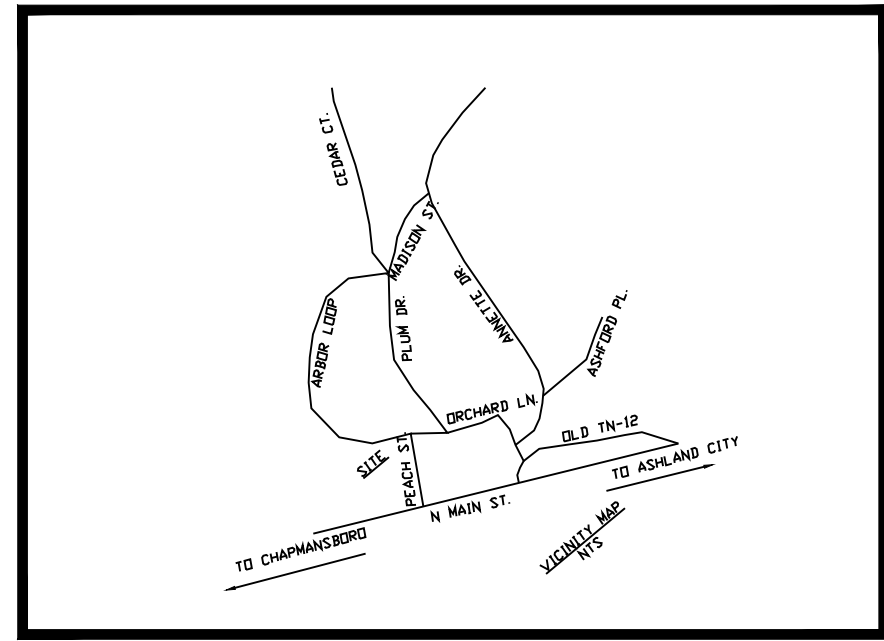 CEDAR CT.
MADISON ST.
ANNETTE DR.
ARBOR LOOP
PLUM DR.
ASHFORD PL.
ORCHARD LN.
OLD TN-12
SITE
PEACH ST.
TO ASHLAND CITY
N MAIN ST.
TO CHAPMANSBORO
VICINITY MAP
NTS